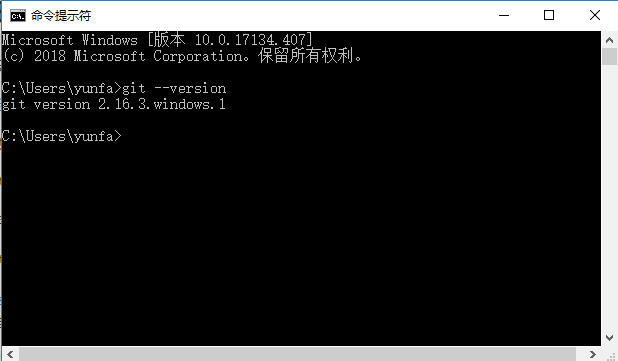 命令提示符
Microsoft Windows [版本 10.0.17134.407]
(c) 2018 Microsoft Corporation。保留所有权利。
C:\Users\yunfa>git --version
git version 2.16.3.windows.1
C:\Users\yunfa>